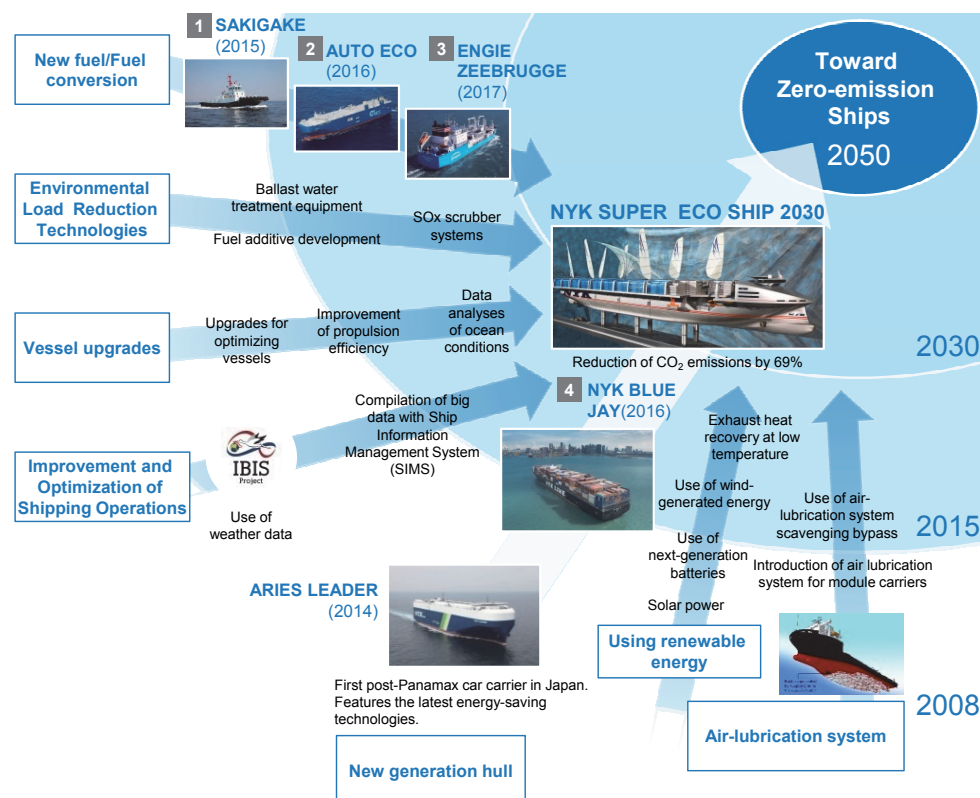 1 SAKIGAKE
(2015)
2 AUTO ECO
(2016)
3 ENGIE
ZEEBRUGGE
(2017)
New fuel/Fuel
conversion
Toward
Zero-emission
Ships
2050
Environmental
Load Reduction
Technologies
Ballast water
treatment equipment
Fuel additive development
SOx scrubber
systems
NYK SUPER ECO SHIP 2030
Reduction of CO₂ emissions by 69%
2030
Vessel upgrades
Upgrades for
optimizing
vessels
Improvement
of propulsion
efficiency
Data
analyses
of ocean
conditions
4 NYK BLUE
JAY(2016)
Improvement and
Optimization of
Shipping Operations
IBIS
Project
Use of
weather data
Compilation of big
data with Ship
Information
Management System
(SIMS)
Exhaust heat
recovery at low
temperature
Use of wind-
generated energy
Use of
next-generation
batteries
Solar power
Using renewable
energy
Use of air-
lubrication system
scavenging bypass
2015
Introduction of air lubrication
system for module carriers
ARIES LEADER
(2014)
First post-Panamax car carrier in Japan.
Features the latest energy-saving
technologies.
New generation hull
2008
Air-lubrication system